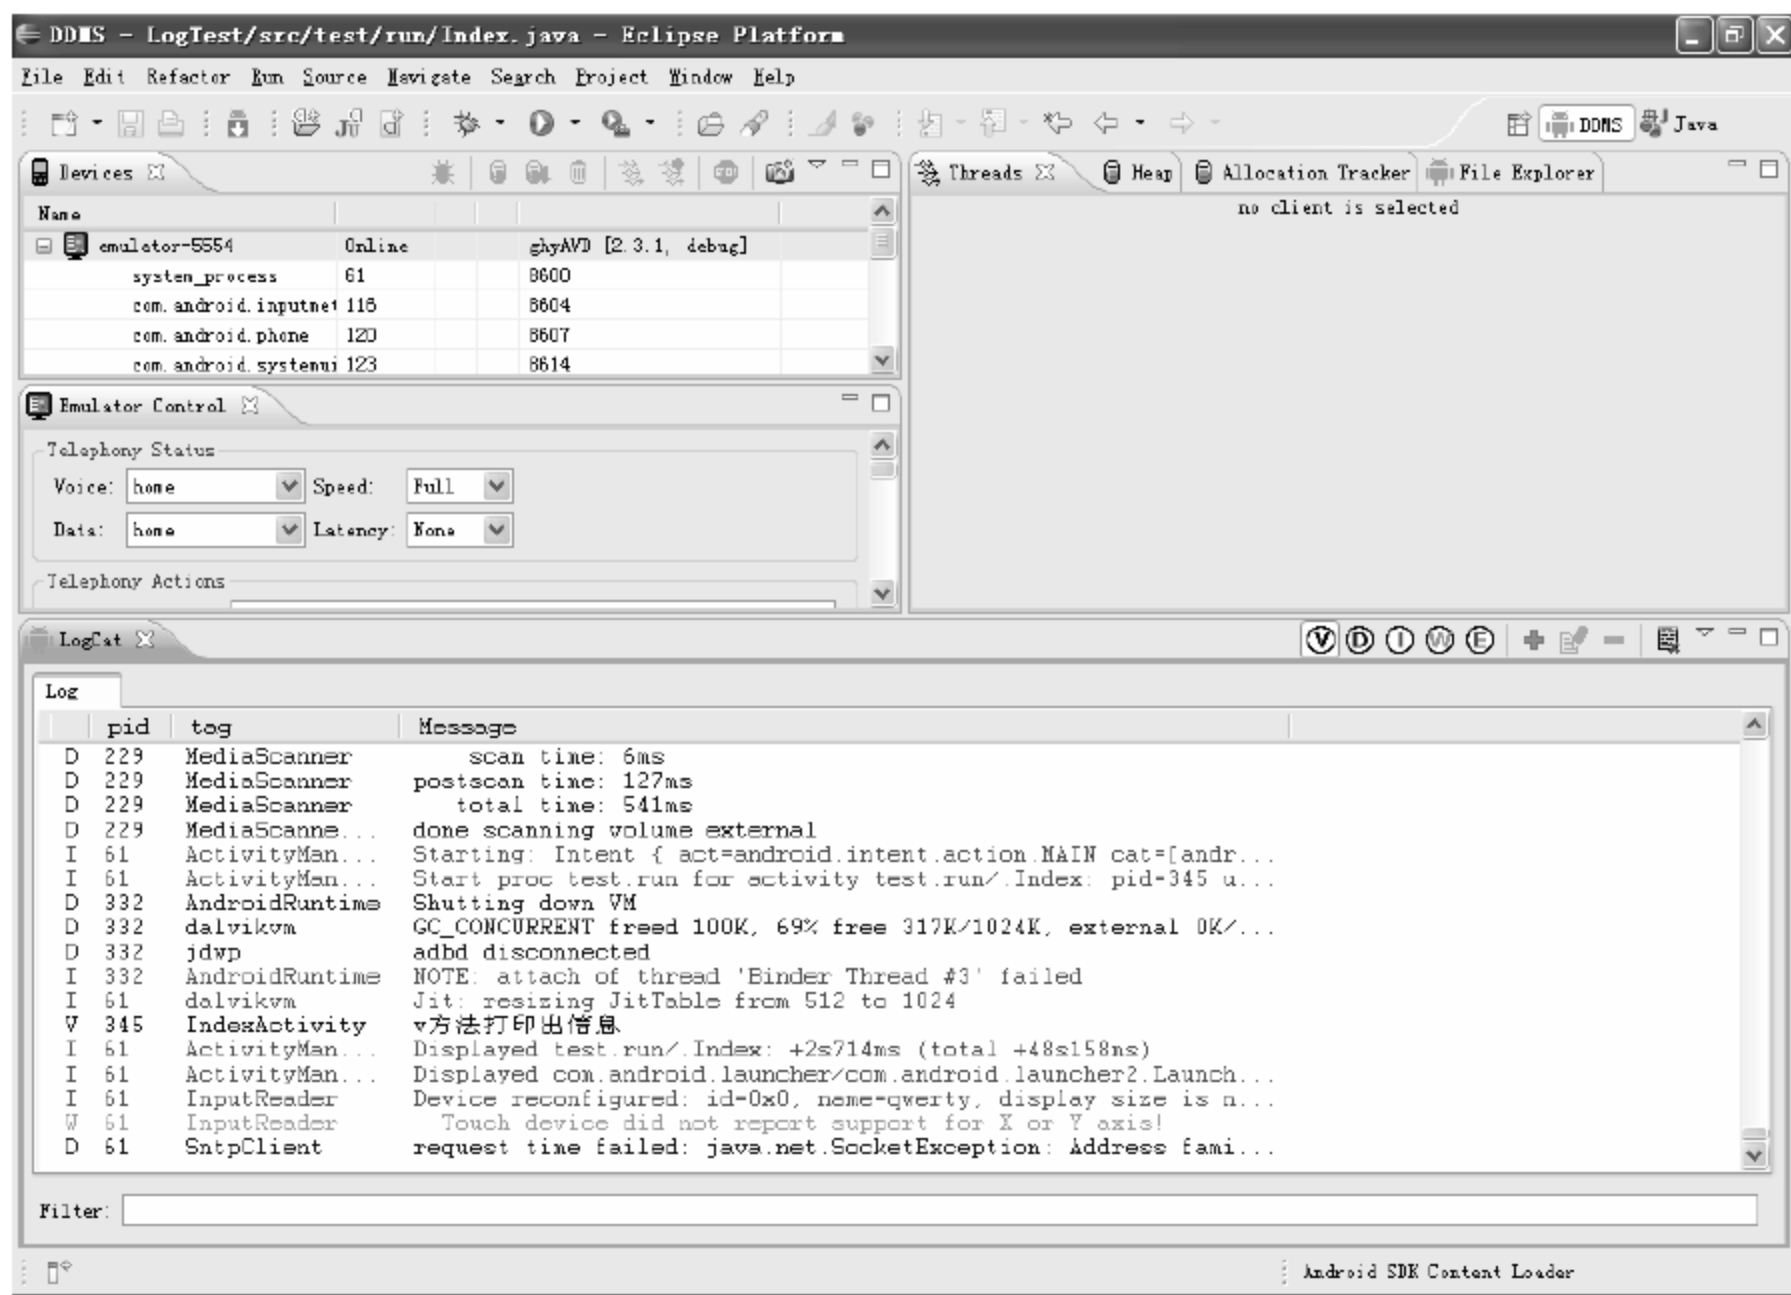 DDMS - LogTest/src/test/run/Index.java - Eclipse Platform
File Edit Refactor Run Source Navigate Search Project Window Help
DDMS Java
Devices
Threads Heap Allocation Tracker File Explorer
no client is selected
Name
emulator-5554 Online ghyAVD [2.3.1, debug]
system_process 61 8600
com.android.inputmet 116 8604
com.android.phone 120 8607
com.android.systemui 123 8614
Emulator Control
Telephony Status
Voice: home Speed: Full
Data: home Latency: None
Telephony Actions
LogCat
V D I W E
Log
pid tag Message
D 229 MediaScanner scan time: 6ms
D 229 MediaScanner postscan time: 127ms
D 229 MediaScanner total time: 541ms
D 229 MediaScanne... done scanning volume external
I 61 ActivityMan... Starting: Intent { act=android.intent.action.MAIN cat=[andr...
I 61 ActivityMan... Start proc test.run for activity test.run/.Index: pid=345 u...
D 332 AndroidRuntime Shutting down VM
D 332 dalvikvm GC_CONCURRENT freed 100K, 69% free 317K/1024K, external 0K/...
D 332 jdwp adbd disconnected
I 332 AndroidRuntime NOTE: attach of thread 'Binder Thread #3' failed
I 61 dalvikvm Jit: resizing JitTable from 512 to 1024
V 345 IndexActivity v方法打印出信息
I 61 ActivityMan... Displayed test.run/.Index: +2s714ms (total +48s158ms)
I 61 ActivityMan... Displayed com.android.launcher/com.android.launcher2.Launch...
I 61 InputReader Device reconfigured: id=0x0, name=qwerty, display size is n...
W 61 InputReader Touch device did not report support for X or Y axis!
D 61 SntpClient request time failed: java.net.SocketException: Address fami...
Filter:
Android SDK Content Loader